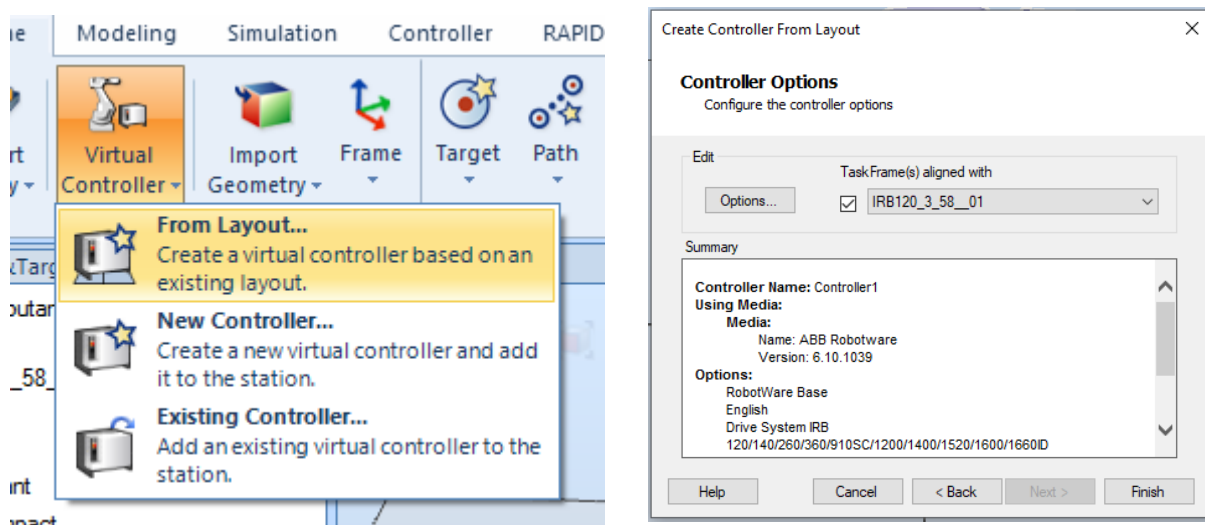 Modeling Simulation Controller RAPID
Virtual
Controller
Import
Geometry
Frame
Target
Path
From Layout...
Create a virtual controller based on an
existing layout.
New Controller...
Create a new virtual controller and add
it to the station.
Existing Controller...
Add an existing virtual controller to the
station.
_58_
Create Controller From Layout
Controller Options
Configure the controller options
Edit
TaskFrame(s) aligned with
Options...
IRB120_3_58__01
Summary
Controller Name: Controller1
Using Media:
Media:
Name: ABB Robotware
Version: 6.10.1039
Options:
RobotWare Base
English
Drive System IRB
120/140/260/360/910SC/1200/1400/1520/1600/1660ID
Help Cancel < Back Next > Finish